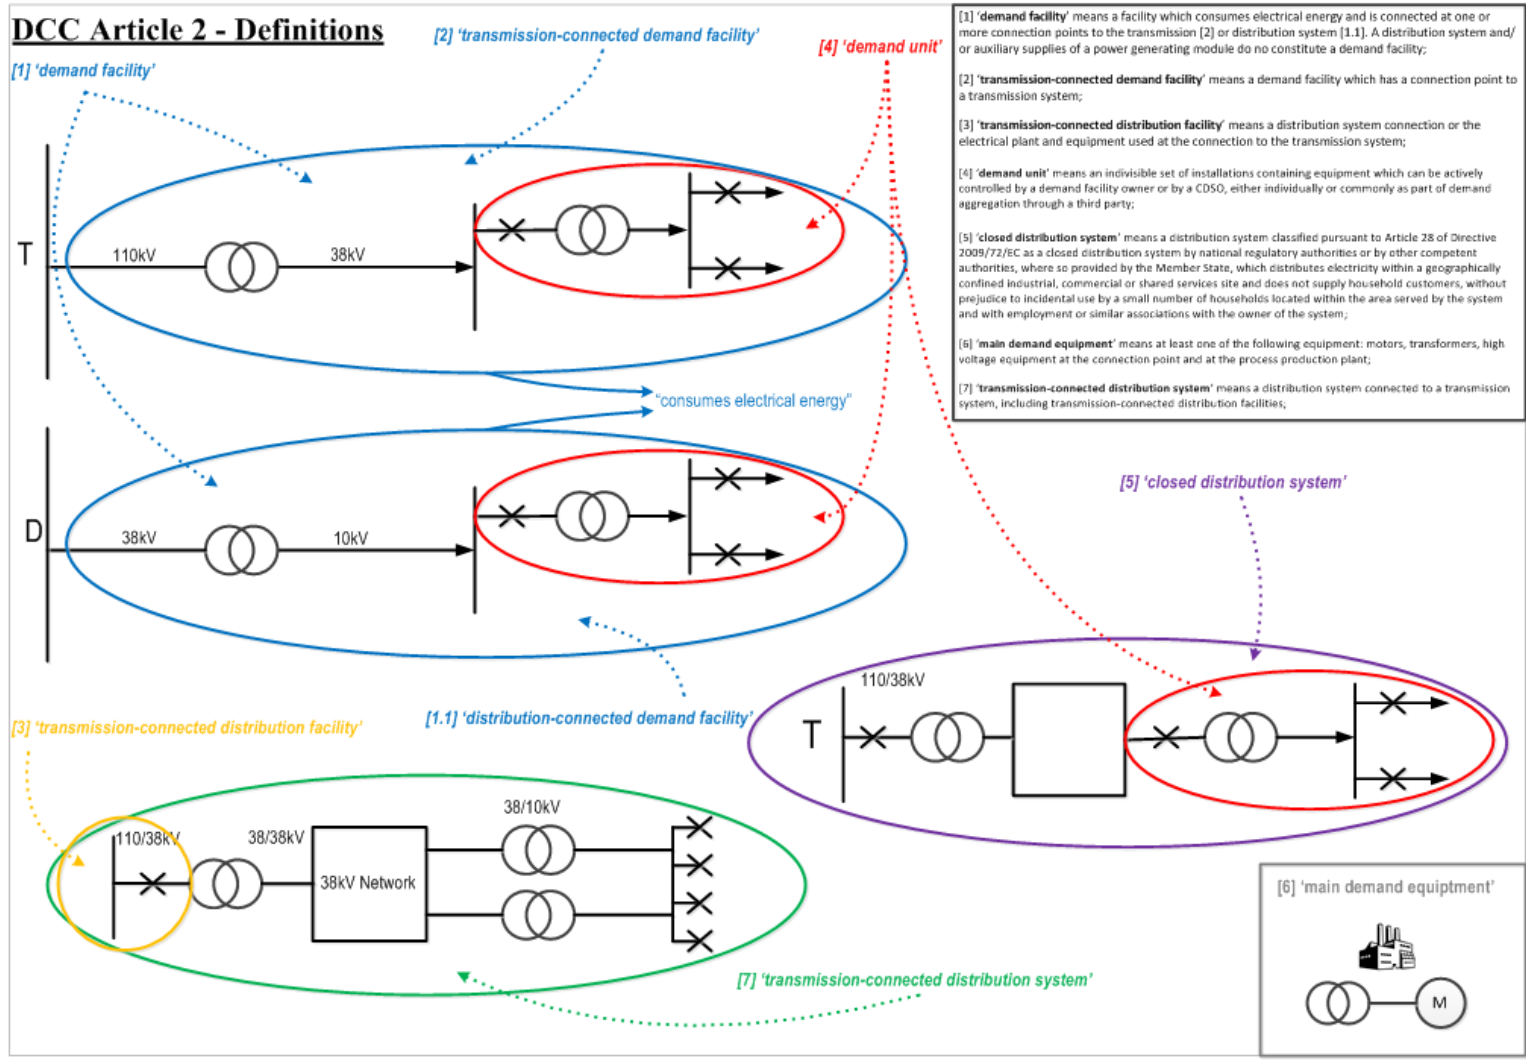 DCC Article 2 - Definitions
[2] ‘transmission-connected demand facility’
[4] ‘demand unit’
[1] ‘demand facility’
[1] ‘demand facility’ means a facility which consumes electrical energy and is connected at one or
more connection points to the transmission [2] or distribution system [1.1]. A distribution system and/
or auxiliary supplies of a power generating module do no constitute a demand facility;
[2] ‘transmission-connected demand facility’ means a demand facility which has a connection point to
a transmission system;
[3] ‘transmission-connected distribution facility’ means a distribution system connection or the
electrical plant and equipment used at the connection to the transmission system;
[4] ‘demand unit’ means an indivisible set of installations containing equipment which can be actively
controlled by a demand facility owner or by a CDSO, either individually or commonly as part of demand
aggregation through a third party;
[5] ‘closed distribution system’ means a distribution system classified pursuant to Article 28 of Directive
2009/72/EC as a closed distribution system by national regulatory authorities or by other competent
authorities, where so provided by the Member State, which distributes electricity within a geographically
confined industrial, commercial or shared services site and does not supply household customers, without
prejudice to incidental use by a small number of households located within the area served by the system
and with employment or similar associations with the owner of the system;
[6] ‘main demand equipment’ means at least one of the following equipment: motors, transformers, high
voltage equipment at the connection point and at the process production plant;
[7] ‘transmission-connected distribution system’ means a distribution system connected to a transmission
system, including transmission-connected distribution facilities;
T
110kV
38kV
“consumes electrical energy”
D
38kV
10kV
[5] ‘closed distribution system’
[1.1] ‘distribution-connected demand facility’
110/38kV
T
[3] ‘transmission-connected distribution facility’
110/38kV
38/38kV
38/10kV
38kV Network
[7] ‘transmission-connected distribution system’
[6] ‘main demand equiptment’
M